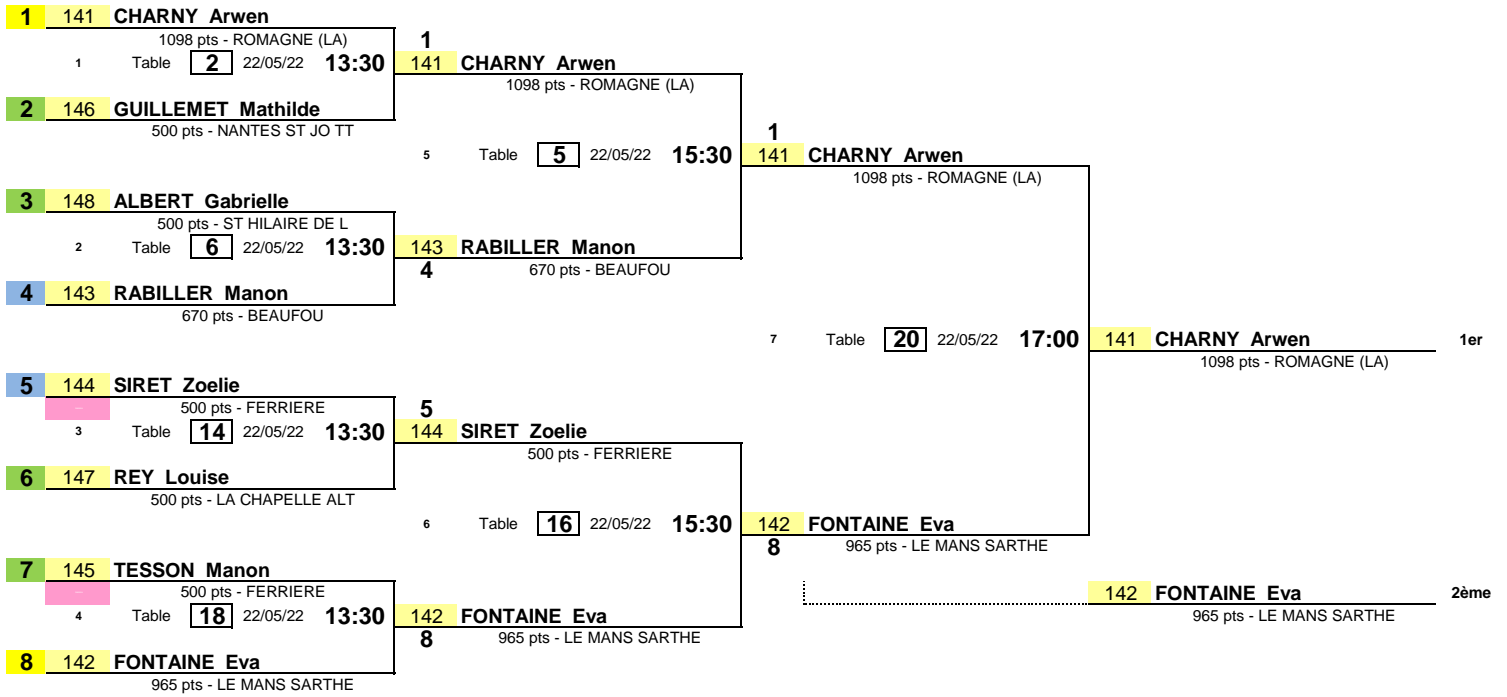 1 141 CHARNY Arwen
1098 pts - ROMAGNE (LA) 1
1 Table 2 22/05/22 13:30 141 CHARNY Arwen
1098 pts - ROMAGNE (LA)
2 146 GUILLEMET Mathilde
500 pts - NANTES ST JO TT 1
5 Table 5 22/05/22 15:30 141 CHARNY Arwen
1098 pts - ROMAGNE (LA)
3 148 ALBERT Gabrielle
500 pts - ST HILAIRE DE L
2 Table 6 22/05/22 13:30 143 RABILLER Manon
4 670 pts - BEAUFOU
4 143 RABILLER Manon
670 pts - BEAUFOU
7 Table 20 22/05/22 17:00 141 CHARNY Arwen 1er
1098 pts - ROMAGNE (LA)
5 144 SIRET Zoelie
– 500 pts - FERRIERE 5
3 Table 14 22/05/22 13:30 144 SIRET Zoelie
500 pts - FERRIERE
6 147 REY Louise
500 pts - LA CHAPELLE ALT
6 Table 16 22/05/22 15:30 142 FONTAINE Eva
8 965 pts - LE MANS SARTHE
7 145 TESSON Manon
– 500 pts - FERRIERE 142 FONTAINE Eva 2ème
4 Table 18 22/05/22 13:30 142 FONTAINE Eva 965 pts - LE MANS SARTHE
8 965 pts - LE MANS SARTHE
8 142 FONTAINE Eva
965 pts - LE MANS SARTHE